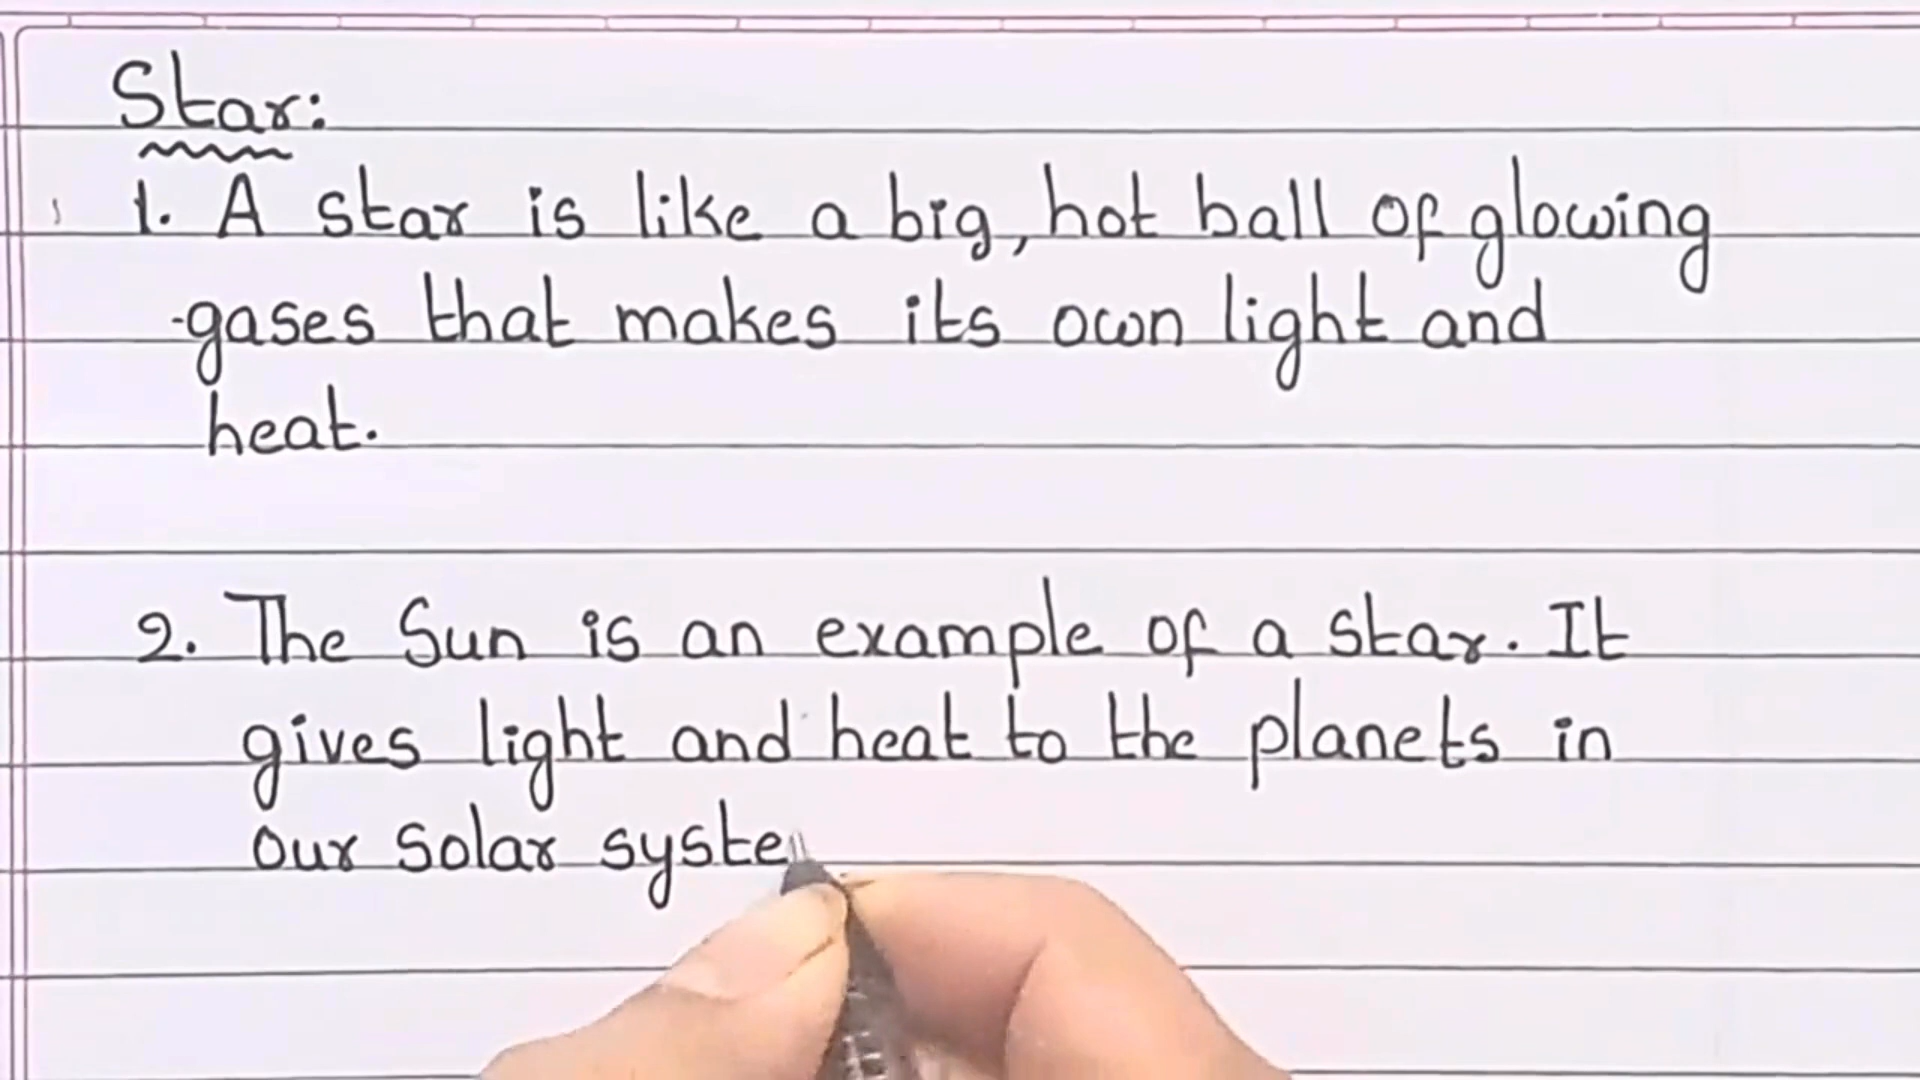 Star:
1. A star is like a big, hot ball of glowing
gases that makes its own light and
heat.
2. The Sun is an example of a star. It
gives light and heat to the planets in
our solar syste